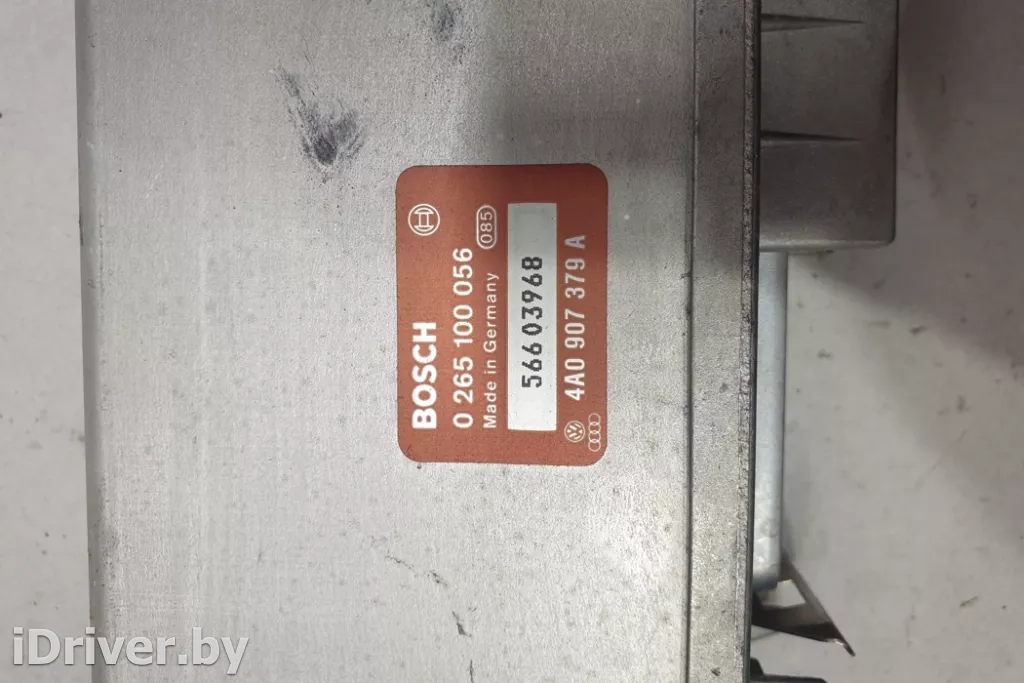 BOSCH
0 265 100 056
Made in Germany 085
56603968
4A0 907 379 A
iDriver.by